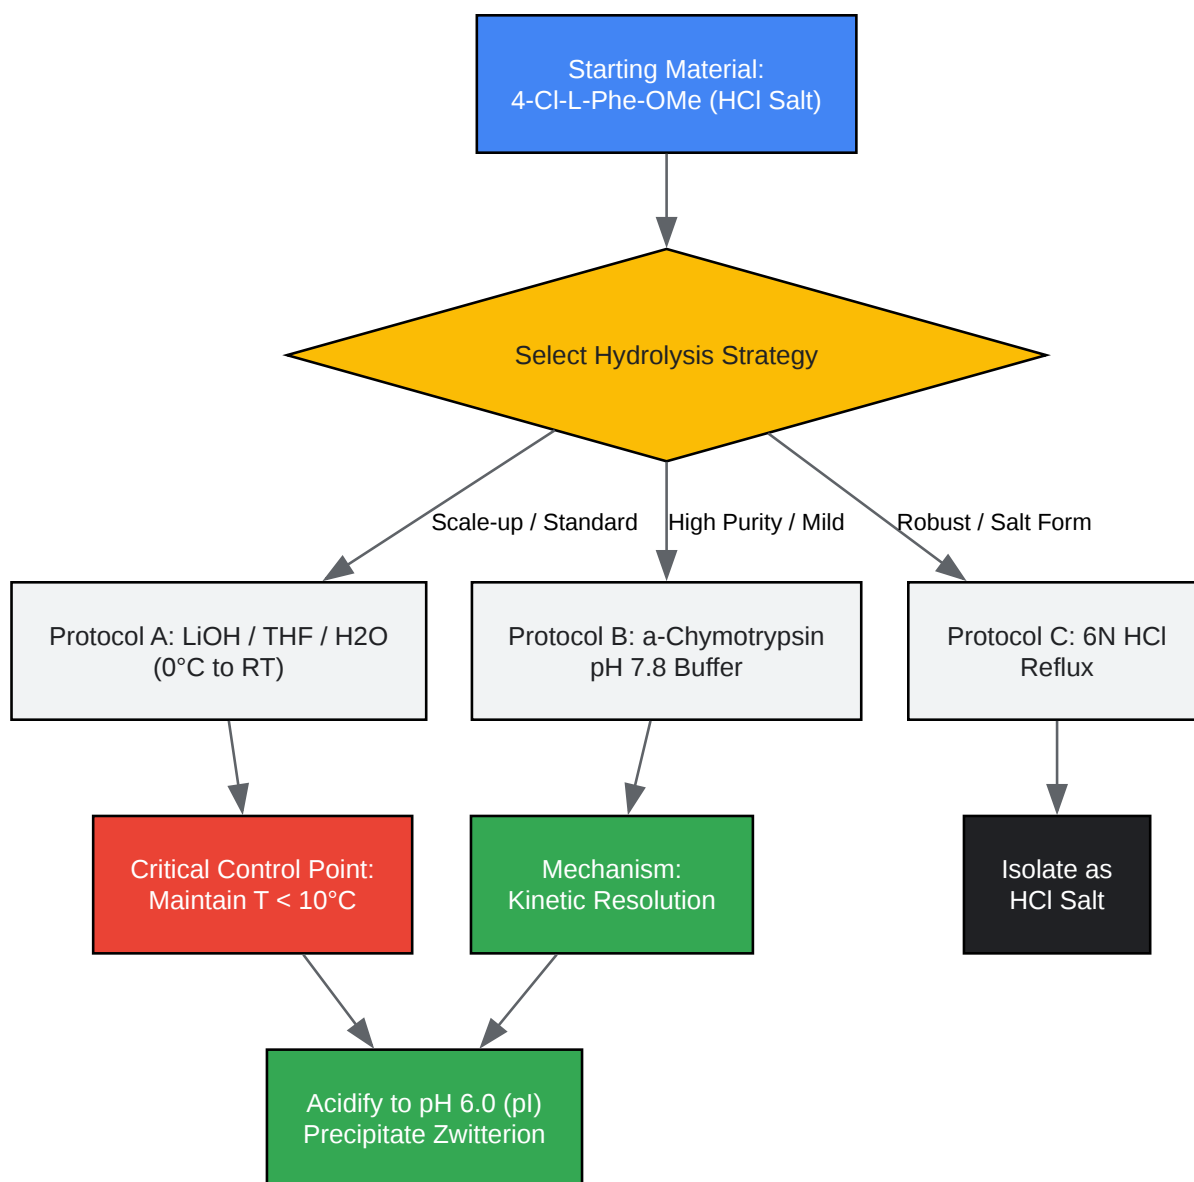 Starting Material:
4-Cl-L-Phe-OMe (HCl Salt)
Select Hydrolysis Strategy
Scale-up / Standard
High Purity / Mild
Robust / Salt Form
Protocol A: LiOH / THF / H2O
(0°C to RT)
Protocol B: a-Chymotrypsin
pH 7.8 Buffer
Protocol C: 6N HCl
Reflux
Critical Control Point:
Maintain T < 10°C
Mechanism:
Kinetic Resolution
Isolate as
HCl Salt
Acidify to pH 6.0 (pI)
Precipitate Zwitterion